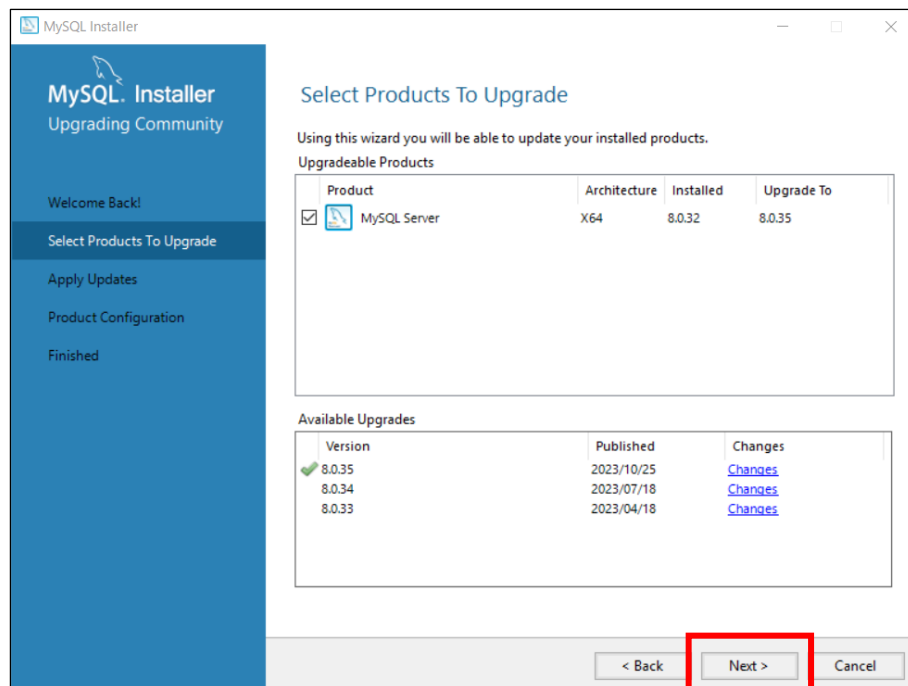 MySQL Installer
MySQL. Installer
Upgrading Community
Welcome Back!
Select Products To Upgrade
Apply Updates
Product Configuration
Finished
Select Products To Upgrade
Using this wizard you will be able to update your installed products.
Upgradeable Products
Product Architecture Installed Upgrade To
MySQL Server X64 8.0.32 8.0.35
Available Upgrades
Version Published Changes
8.0.35 2023/10/25 Changes
8.0.34 2023/07/18 Changes
8.0.33 2023/04/18 Changes
< Back Next > Cancel